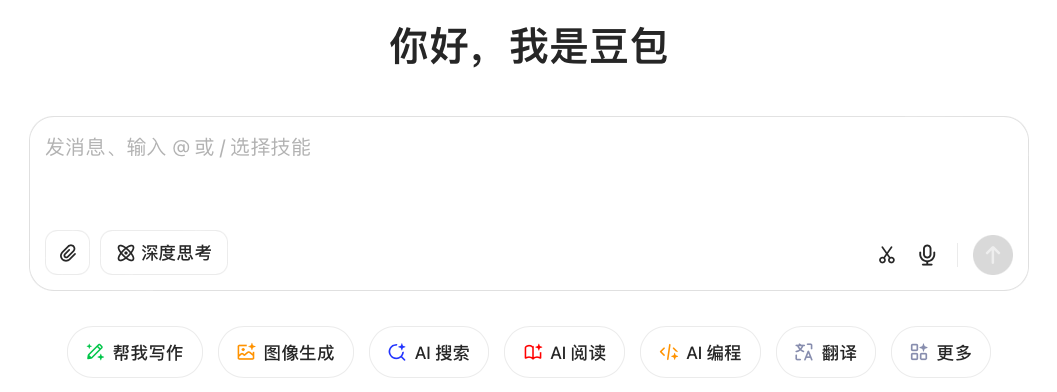 你好，我是豆包
发消息、输入 @ 或 / 选择技能
深度思考
帮我写作 图像生成 AI 搜索 AI 阅读 AI 编程 翻译 更多